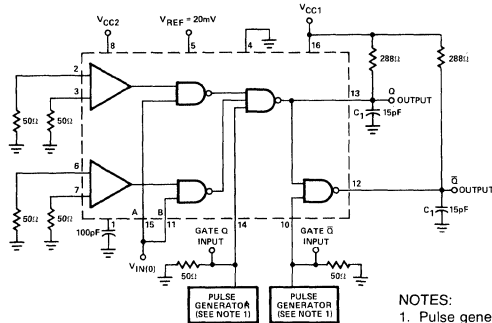 VCC2
VREF = 20mV
VCC1
8
5
4
16
288Ω
288Ω
2
3
13
Q
OUTPUT
C1
15pF
50Ω
50Ω
6
7
12
Q̅
OUTPUT
C1
15pF
50Ω
50Ω
1
A
15
B
11
14
10
100pF
VIN(0)
GATE Q
INPUT
GATE Q̅
INPUT
50Ω
50Ω
PULSE
GENERATOR
(SEE NOTE 1)
PULSE
GENERATOR
(SEE NOTE 1)
NOTES:
1. Pulse gene